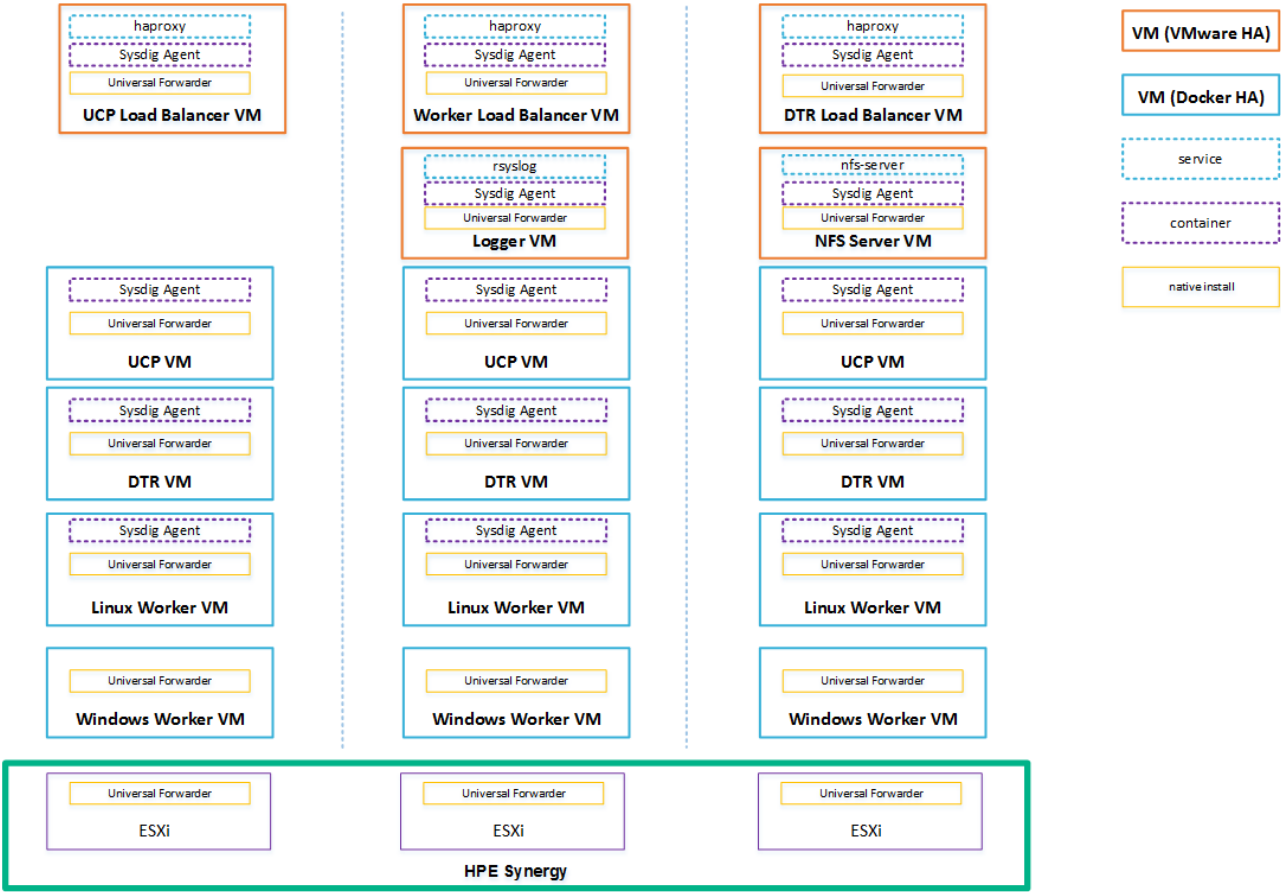 haproxy
Sysdig Agent
Universal Forwarder
UCP Load Balancer VM
haproxy
Sysdig Agent
Universal Forwarder
Worker Load Balancer VM
haproxy
Sysdig Agent
Universal Forwarder
DTR Load Balancer VM
rsyslog
Sysdig Agent
Universal Forwarder
Logger VM
nfs-server
Sysdig Agent
Universal Forwarder
NFS Server VM
Sysdig Agent
Universal Forwarder
UCP VM
Sysdig Agent
Universal Forwarder
UCP VM
Sysdig Agent
Universal Forwarder
UCP VM
Sysdig Agent
Universal Forwarder
DTR VM
Sysdig Agent
Universal Forwarder
DTR VM
Sysdig Agent
Universal Forwarder
DTR VM
Sysdig Agent
Universal Forwarder
Linux Worker VM
Sysdig Agent
Universal Forwarder
Linux Worker VM
Sysdig Agent
Universal Forwarder
Linux Worker VM
Universal Forwarder
Windows Worker VM
Universal Forwarder
Windows Worker VM
Universal Forwarder
Windows Worker VM
Universal Forwarder
ESXi
Universal Forwarder
ESXi
Universal Forwarder
ESXi
HPE Synergy
VM (VMware HA)
VM (Docker HA)
service
container
native install